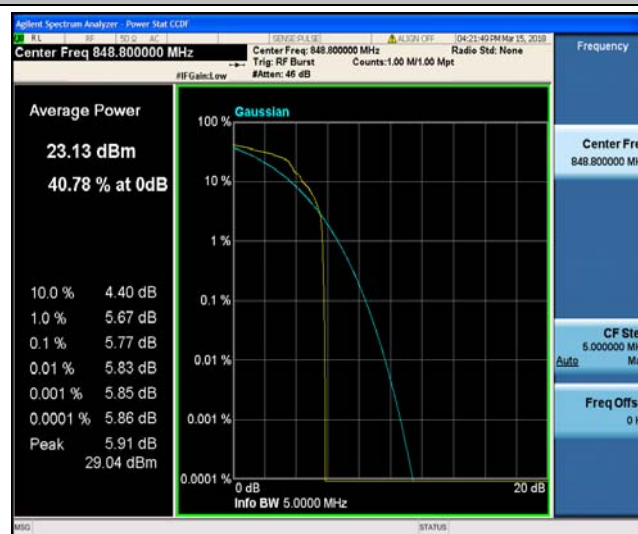 Agilent Spectrum Analyzer - Power Stat CCDF
RL RF 50 Ω AC SENSE:PULSE ALIGN OFF 04:21:49 PM Mar 15, 2018
Center Freq 848.800000 MHz
Center Freq: 848.800000 MHz Radio Std: None
Trig: RF Burst Counts:1.00 M/1.00 Mpt
#IFGain:Low #Atten: 46 dB
Frequency
Average Power
23.13 dBm
40.78 % at 0dB
10.0 % 4.40 dB
1.0 % 5.67 dB
0.1 % 5.77 dB
0.01 % 5.83 dB
0.001 % 5.85 dB
0.0001 % 5.86 dB
Peak 5.91 dB
29.04 dBm
Gaussian
100 %
10 %
1 %
0.1 %
0.01 %
0.001 %
0.0001 %
0 dB 20 dB
Info BW 5.0000 MHz
Center Fre
848.800000 MH
CF Ste
5.000000 MH
Auto Ma
Freq Offs
0 H
MSG STATUS